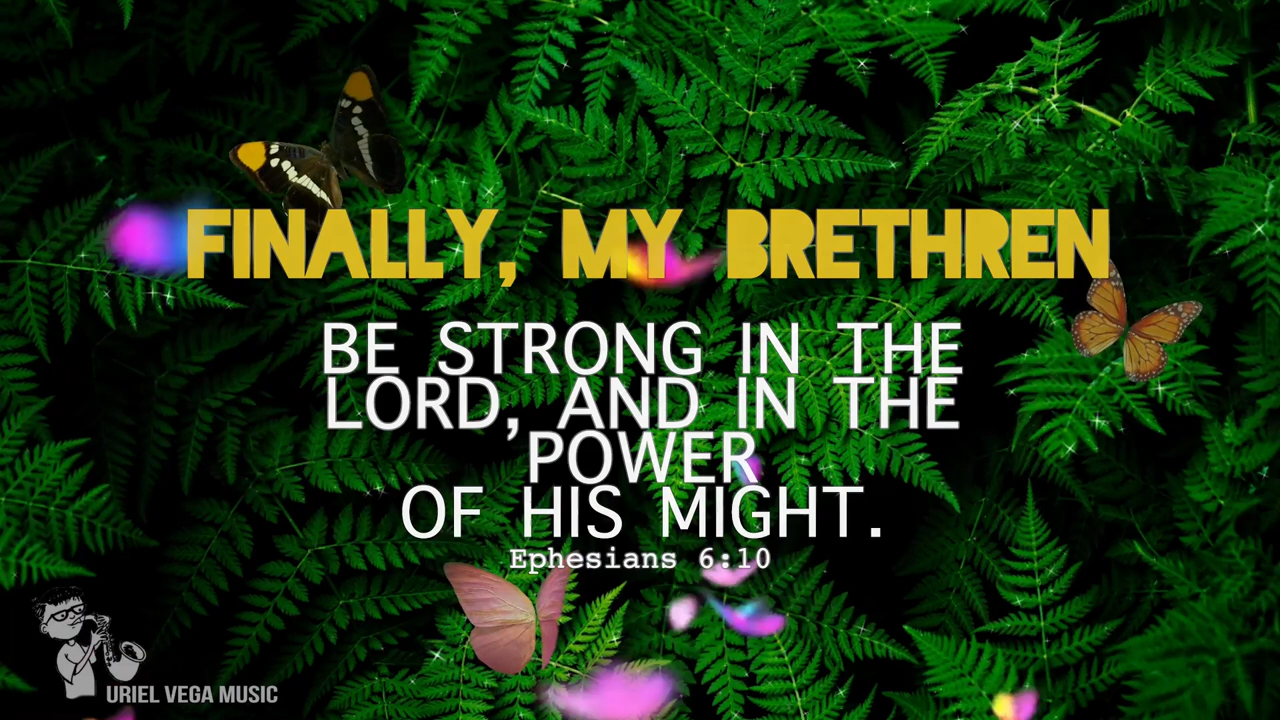 FINALLY, MY BRETHREN
BE STRONG IN THE
LORD, AND IN THE
POWER
OF HIS MIGHT.
Ephesians 6:10
URIEL VEGA MUSIC